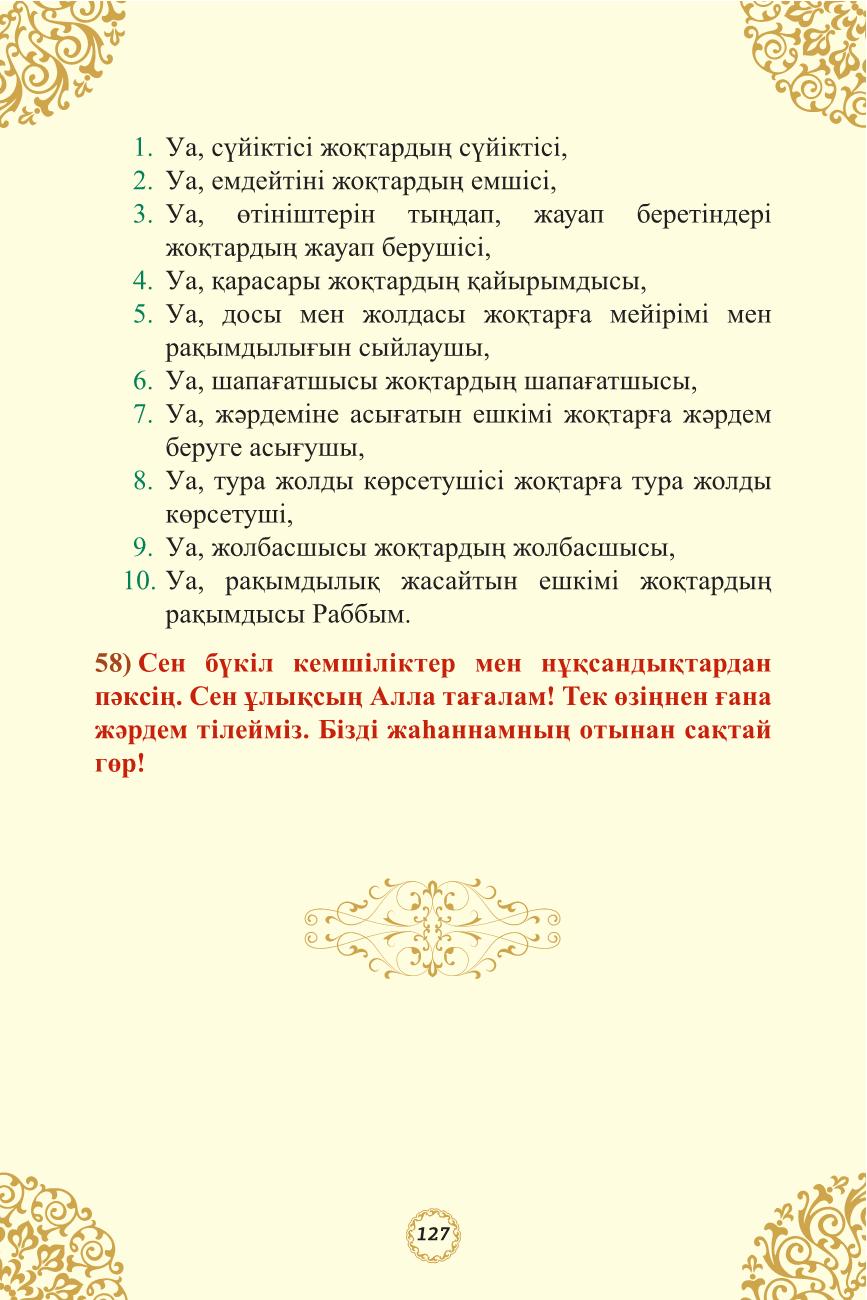 1. Уа, сүйіктісі жоқтардың сүйіктісі,
2. Уа, емдейтіні жоқтардың емшісі,
3. Уа, өтініштерін тыңдап, жауап беретіндері
жоқтардың жауап берушісі,
4. Уа, қарасары жоқтардың қайырымдысы,
5. Уа, досы мен жолдасы жоқтарға мейірімі мен
рақымдылығын сыйлаушы,
6. Уа, шапағатшысы жоқтардың шапағатшысы,
7. Уа, жәрдеміне асығатын ешкімі жоқтарға жәрдем
беруге асығушы,
8. Уа, тура жолды көрсетушісі жоқтарға тура жолды
көрсетуші,
9. Уа, жолбасшысы жоқтардың жолбасшысы,
10. Уа, рақымдылық жасайтын ешкімі жоқтардың
рақымдысы Раббым.
58) Сен бүкіл кемшіліктер мен нұқсандықтардан
пәксің. Сен ұлықсың Алла тағалам! Тек өзіңнен ғана
жәрдем тілейміз. Бізді жаһаннамның отынан сақтай
гөр!
127